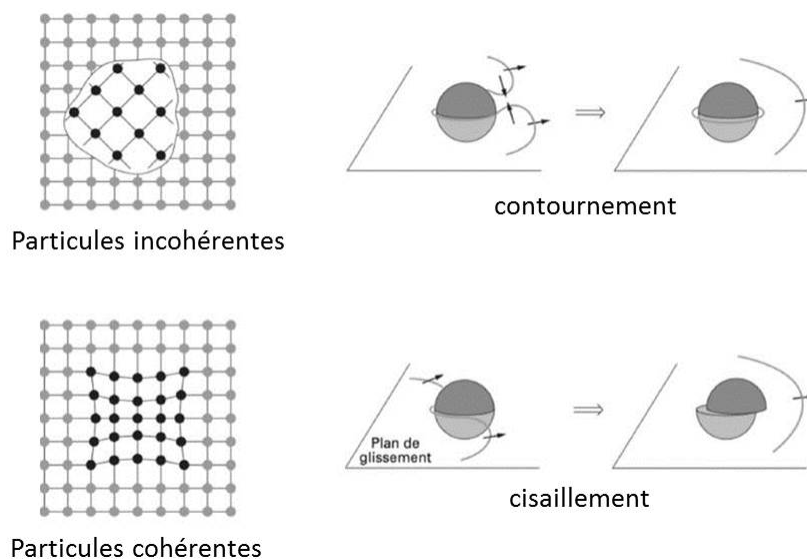 contournement
Particules incohérentes
Plan de
glissement
cisaillement
Particules cohérentes